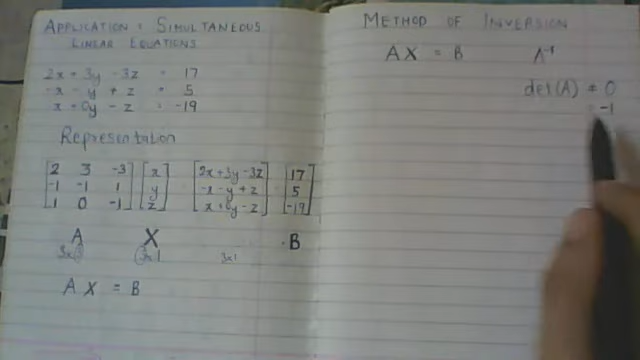 APPLICATION: SIMULTANEOUS
LINEAR EQUATIONS
2x + 3y - 3z = 17
-x - y + z = 5
x + 0y - z = -19
Representation
2 3 -3 x 2x+3y-3z 17
-1 -1 1 y -x-y+z 5
1 0 -1 z x+0y-z -19
A X B
3x3 3x1 3x1
A X = B
METHOD OF INVERSION
AX = B A⁻¹
det(A) ≠ 0
= -1